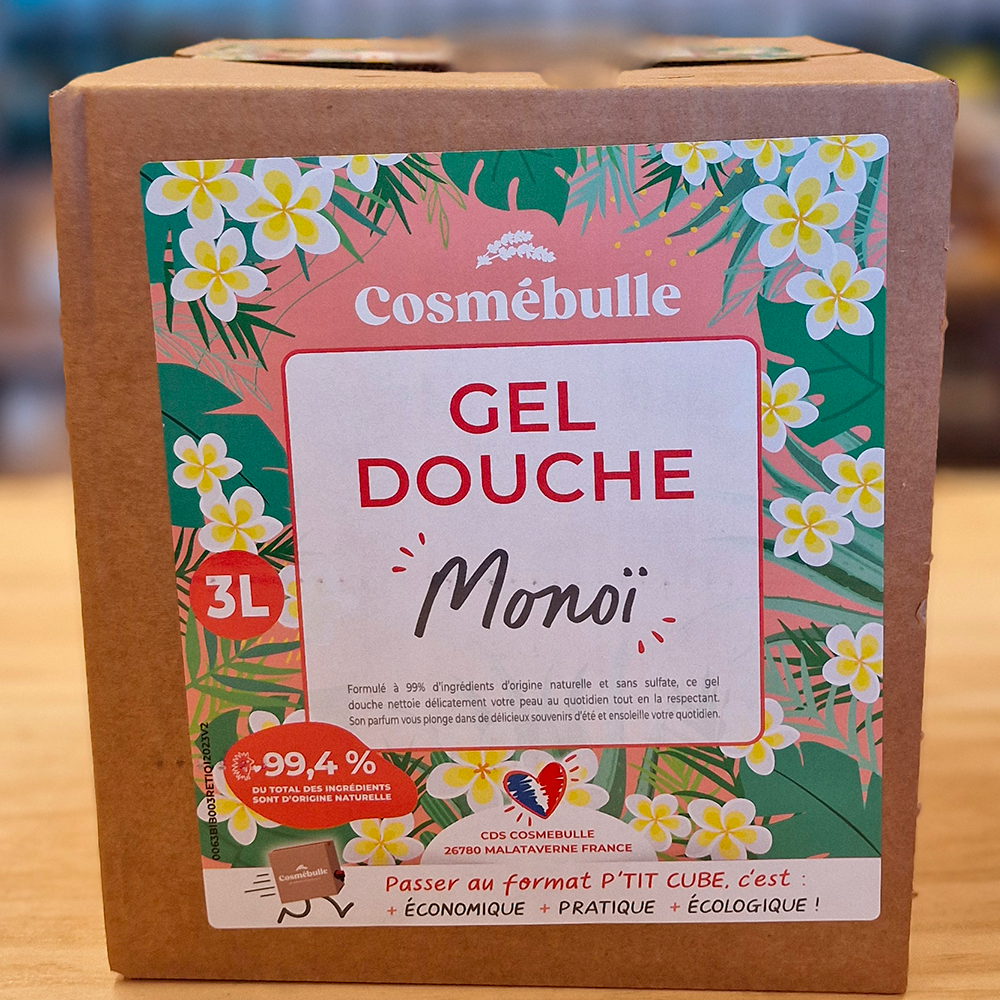 Cosmébulle
GEL
DOUCHE
Monoï
3L
Formulé à 99% d'ingrédients d'origine naturelle et sans sulfate, ce gel
douche nettoie délicatement votre peau au quotidien tout en la respectant.
Son parfum vous plonge dans de délicieux souvenirs d'été et ensoleille votre quotidien.
99,4 %
DU TOTAL DES INGRÉDIENTS
SONT D'ORIGINE NATURELLE
CDS COSMEBULLE
26780 MALATAVERNE FRANCE
Cosmébulle
Passer au format P'TIT CUBE, c'est :
+ ÉCONOMIQUE + PRATIQUE + ÉCOLOGIQUE !